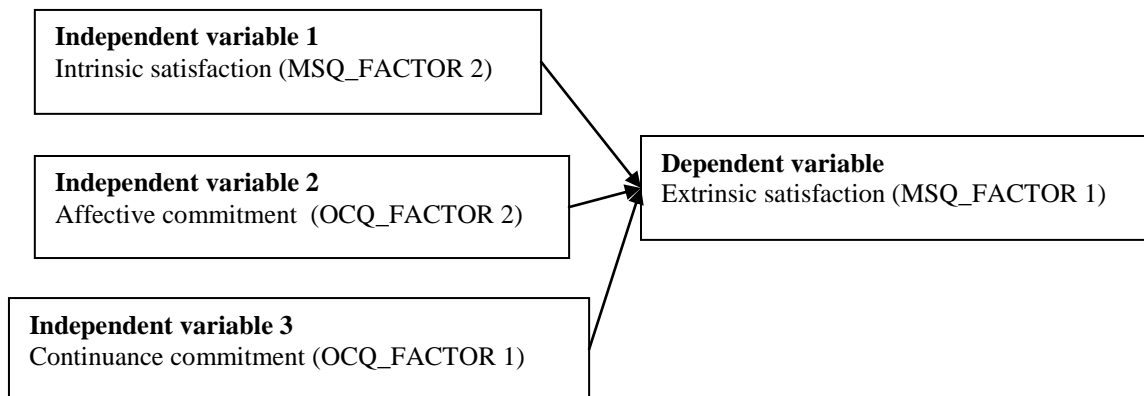 Independent variable 1
Intrinsic satisfaction (MSQ_FACTOR 2)
Independent variable 2
Affective commitment (OCQ_FACTOR 2)
Independent variable 3
Continuance commitment (OCQ_FACTOR 1)
Dependent variable
Extrinsic satisfaction (MSQ_FACTOR 1)